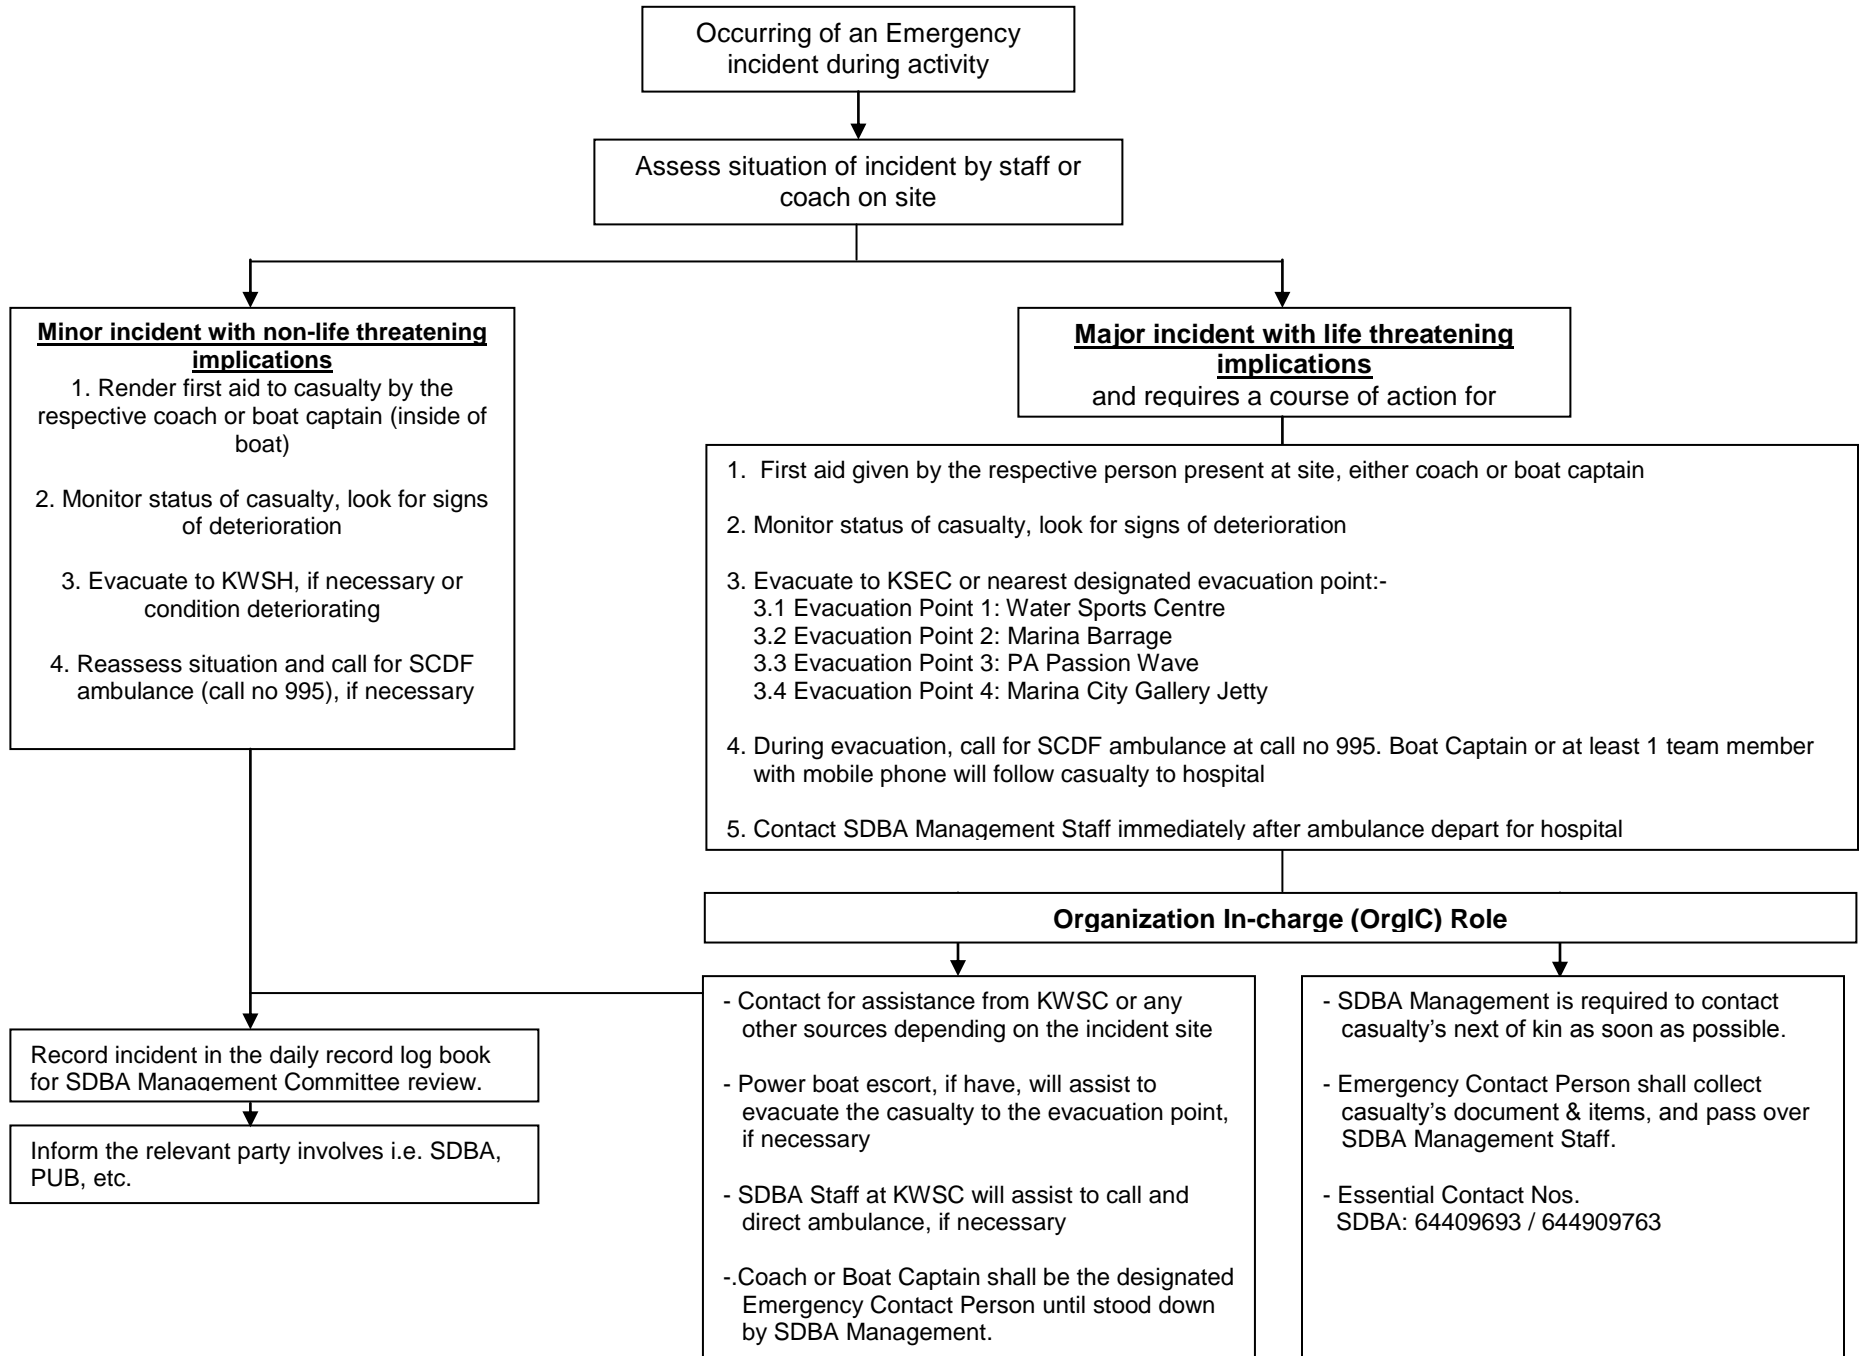 Occurring of an Emergency
incident during activity
Assess situation of incident by staff or
coach on site
Minor incident with non-life threatening
implications
1. Render first aid to casualty by the
respective coach or boat captain (inside of
boat)
2. Monitor status of casualty, look for signs
of deterioration
3. Evacuate to KWSH, if necessary or
condition deteriorating
4. Reassess situation and call for SCDF
ambulance (call no 995), if necessary
Major incident with life threatening
implications
and requires a course of action for
1. First aid given by the respective person present at site, either coach or boat captain
2. Monitor status of casualty, look for signs of deterioration
3. Evacuate to KSEC or nearest designated evacuation point:-
3.1 Evacuation Point 1: Water Sports Centre
3.2 Evacuation Point 2: Marina Barrage
3.3 Evacuation Point 3: PA Passion Wave
3.4 Evacuation Point 4: Marina City Gallery Jetty
4. During evacuation, call for SCDF ambulance at call no 995. Boat Captain or at least 1 team member
with mobile phone will follow casualty to hospital
5. Contact SDBA Management Staff immediately after ambulance depart for hospital
Organization In-charge (OrgIC) Role
- Contact for assistance from KWSC or any
other sources depending on the incident site
- Power boat escort, if have, will assist to
evacuate the casualty to the evacuation point,
if necessary
- SDBA Staff at KWSC will assist to call and
direct ambulance, if necessary
-.Coach or Boat Captain shall be the designated
Emergency Contact Person until stood down
by SDBA Management.
- SDBA Management is required to contact
casualty's next of kin as soon as possible.
- Emergency Contact Person shall collect
casualty's document & items, and pass over
SDBA Management Staff.
- Essential Contact Nos.
SDBA: 64409693 / 644909763
Record incident in the daily record log book
for SDBA Management Committee review.
Inform the relevant party involves i.e. SDBA,
PUB, etc.